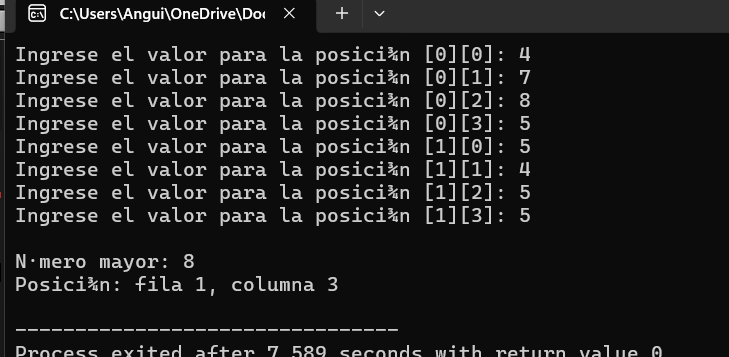 C:\Users\Angui\OneDrive\Doc
Ingrese el valor para la posici¾n [0][0]: 4
Ingrese el valor para la posici¾n [0][1]: 7
Ingrese el valor para la posici¾n [0][2]: 8
Ingrese el valor para la posici¾n [0][3]: 5
Ingrese el valor para la posici¾n [1][0]: 5
Ingrese el valor para la posici¾n [1][1]: 4
Ingrese el valor para la posici¾n [1][2]: 5
Ingrese el valor para la posici¾n [1][3]: 5
N·mero mayor: 8
Posici¾n: fila 1, columna 3
--------------------------------
Process exited after 7.589 seconds with return value 0